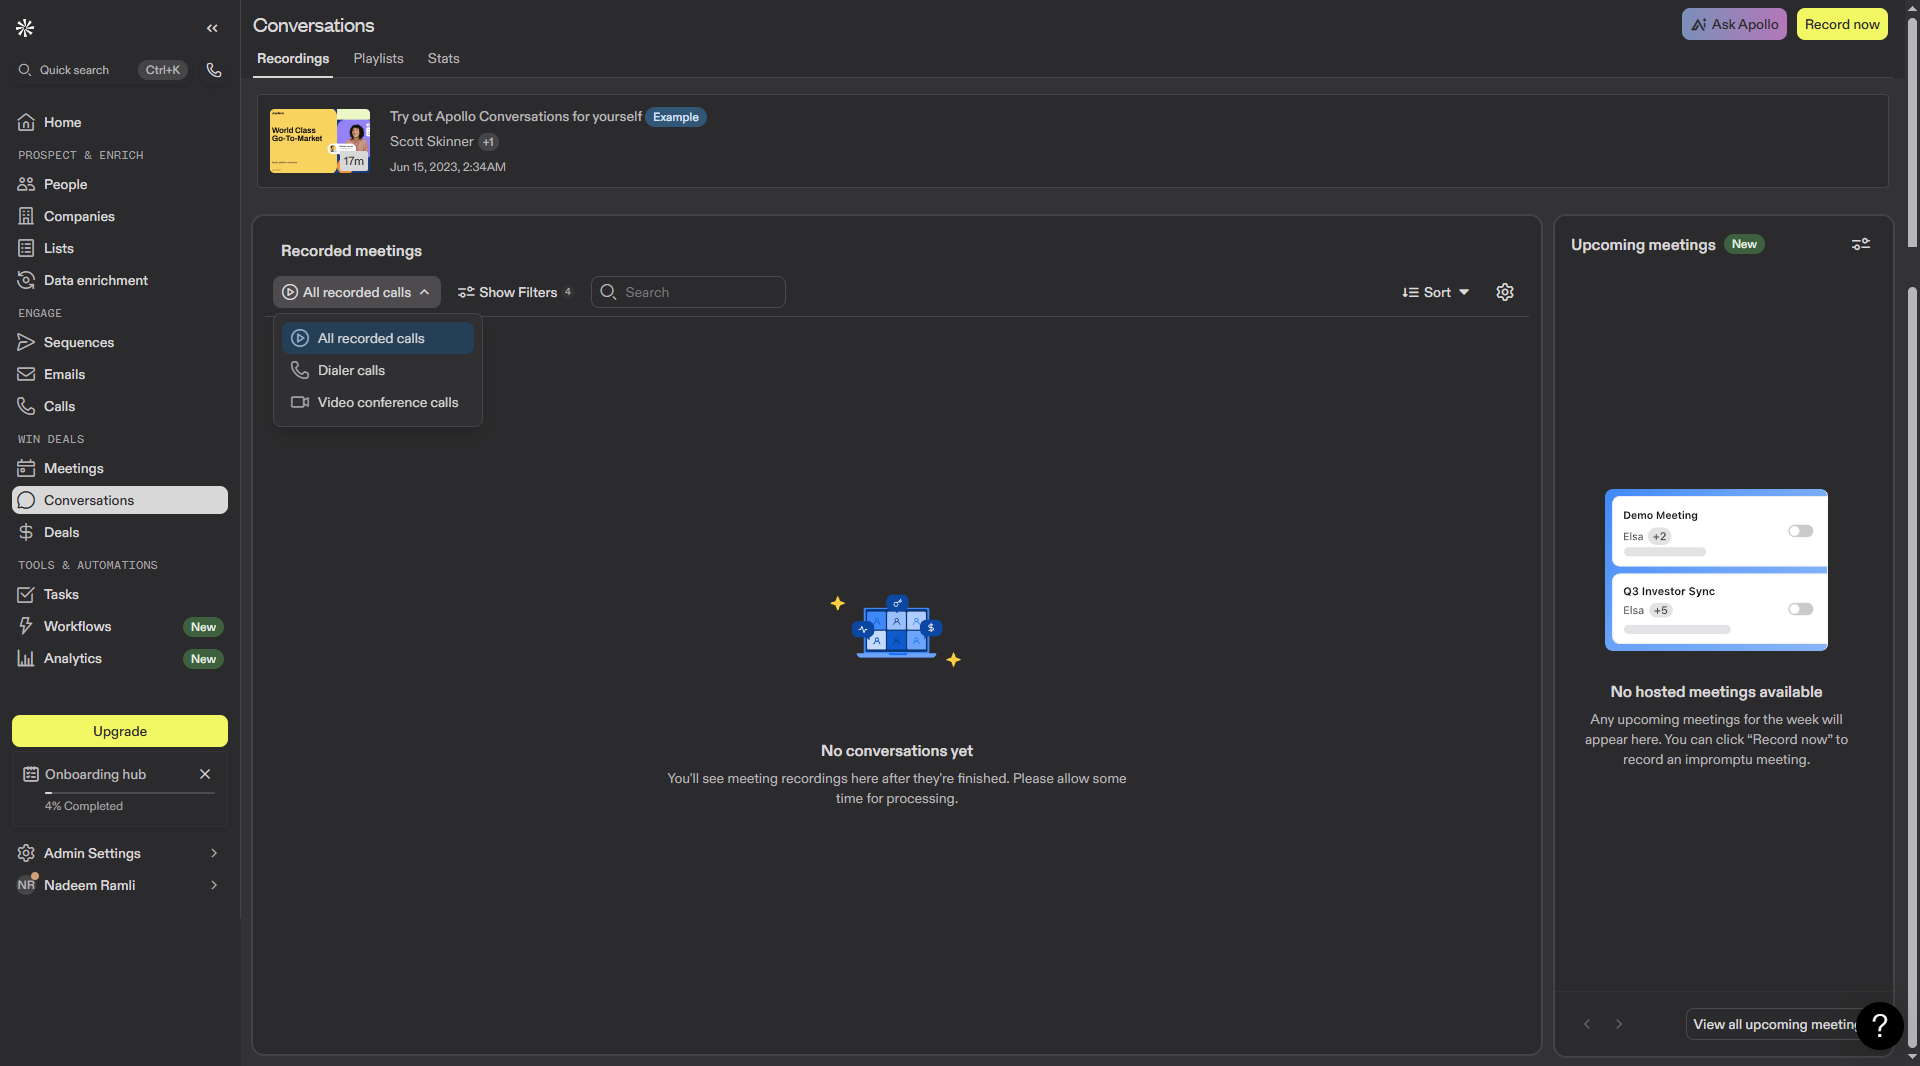 Conversations
Ask Apollo
Record now
Quick search
Ctrl+K
Recordings
Playlists
Stats
Home
PROSPECT & ENRICH
People
Companies
Lists
Data enrichment
ENGAGE
Sequences
Emails
Calls
WIN DEALS
Meetings
Conversations
Deals
TOOLS & AUTOMATIONS
Tasks
Workflows
New
Analytics
New
Upgrade
Onboarding hub
4% Completed
Admin Settings
NR
Nadeem Ramli
World Class
Go-To-Market
17m
Try out Apollo Conversations for yourself
Example
Scott Skinner
+1
Jun 15, 2023, 2:34AM
Recorded meetings
All recorded calls
Show Filters
4
Search
Sort
All recorded calls
Dialer calls
Video conference calls
No conversations yet
You'll see meeting recordings here after they're finished. Please allow some
time for processing.
Upcoming meetings
New
Demo Meeting
Elsa
+2
Q3 Investor Sync
Elsa
+5
No hosted meetings available
Any upcoming meetings for the week will
appear here. You can click “Record now” to
record an impromptu meeting.
View all upcoming meeting
?